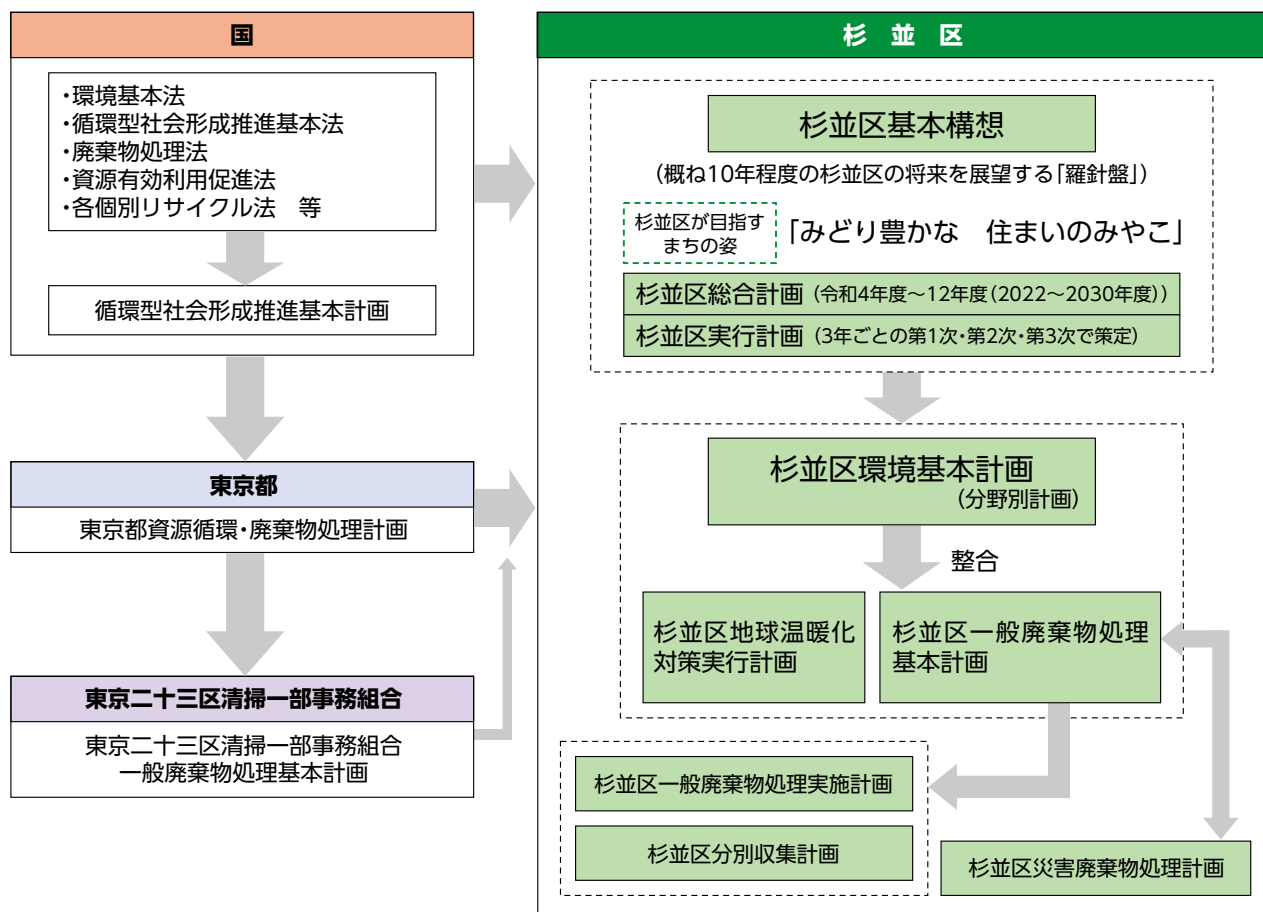 国
・環境基本法
・循環型社会形成推進基本法
・廃棄物処理法
・資源有効利用促進法
・各個別リサイクル法　等
循環型社会形成推進基本計画
東京都
東京都資源循環・廃棄物処理計画
東京二十三区清掃一部事務組合
東京二十三区清掃一部事務組合
一般廃棄物処理基本計画
杉 並 区
杉並区基本構想
（概ね10年程度の杉並区の将来を展望する「羅針盤」）
杉並区が目指す
まちの姿
「みどり豊かな　住まいのみやこ」
杉並区総合計画（令和4年度～12年度（2022～2030年度））
杉並区実行計画（3年ごとの第1次・第2次・第3次で策定）
杉並区環境基本計画
（分野別計画）
整合
杉並区地球温暖化
対策実行計画
杉並区一般廃棄物処理
基本計画
杉並区一般廃棄物処理実施計画
杉並区分別収集計画
杉並区災害廃棄物処理計画